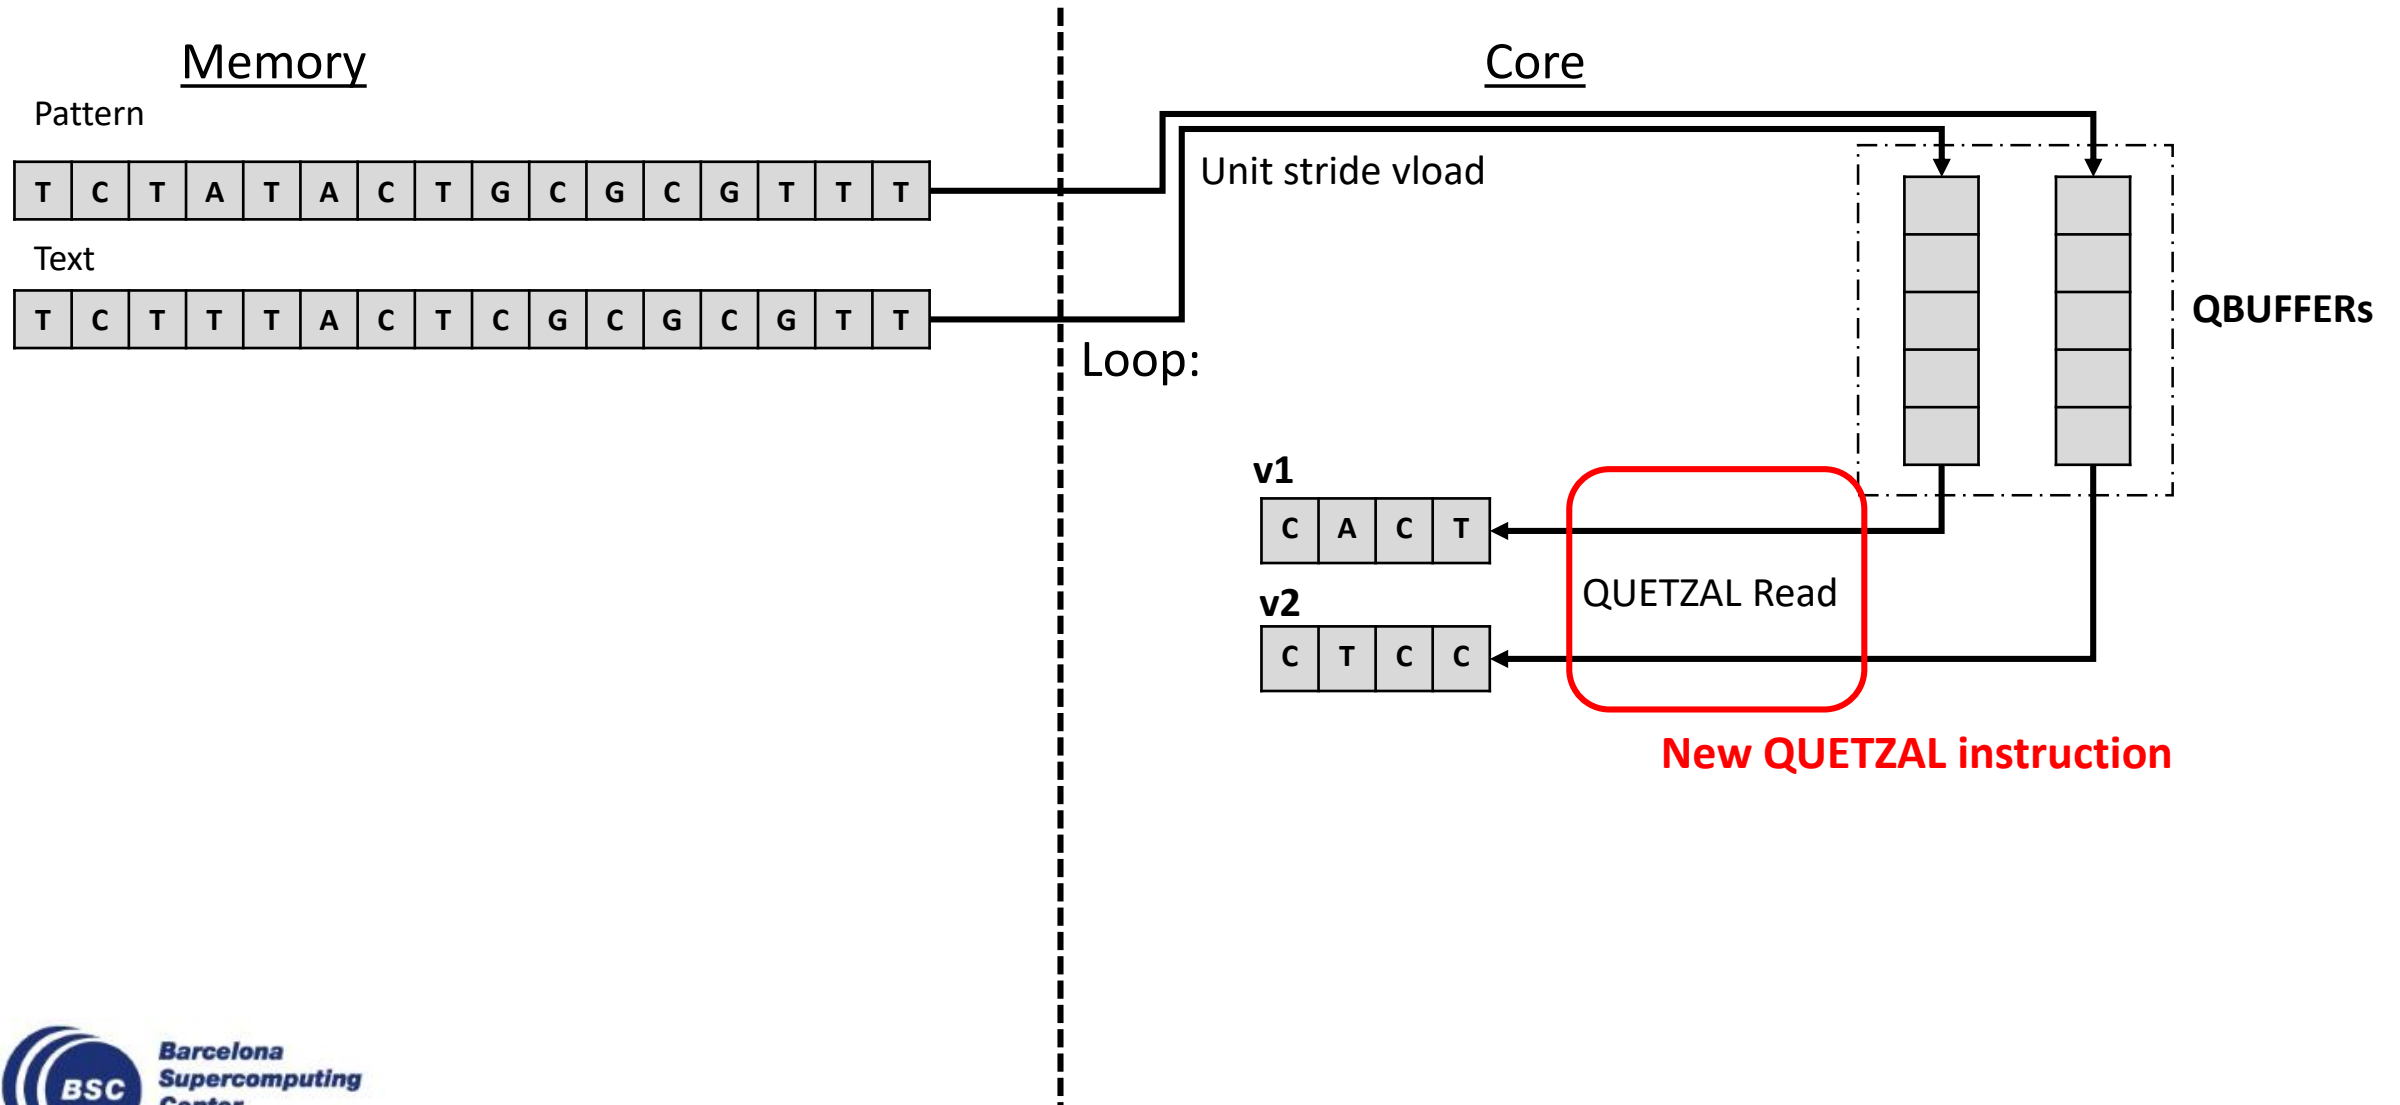 Memory
Core
Pattern
T C T A T A C T G C G C G T T T
Unit stride vload
Text
T C T T T A C T C G C G C G T T
QBUFFERs
Loop:
v1
C A C T
QUETZAL Read
v2
C T C C
New QUETZAL instruction
BSC
Barcelona
Supercomputing
Center